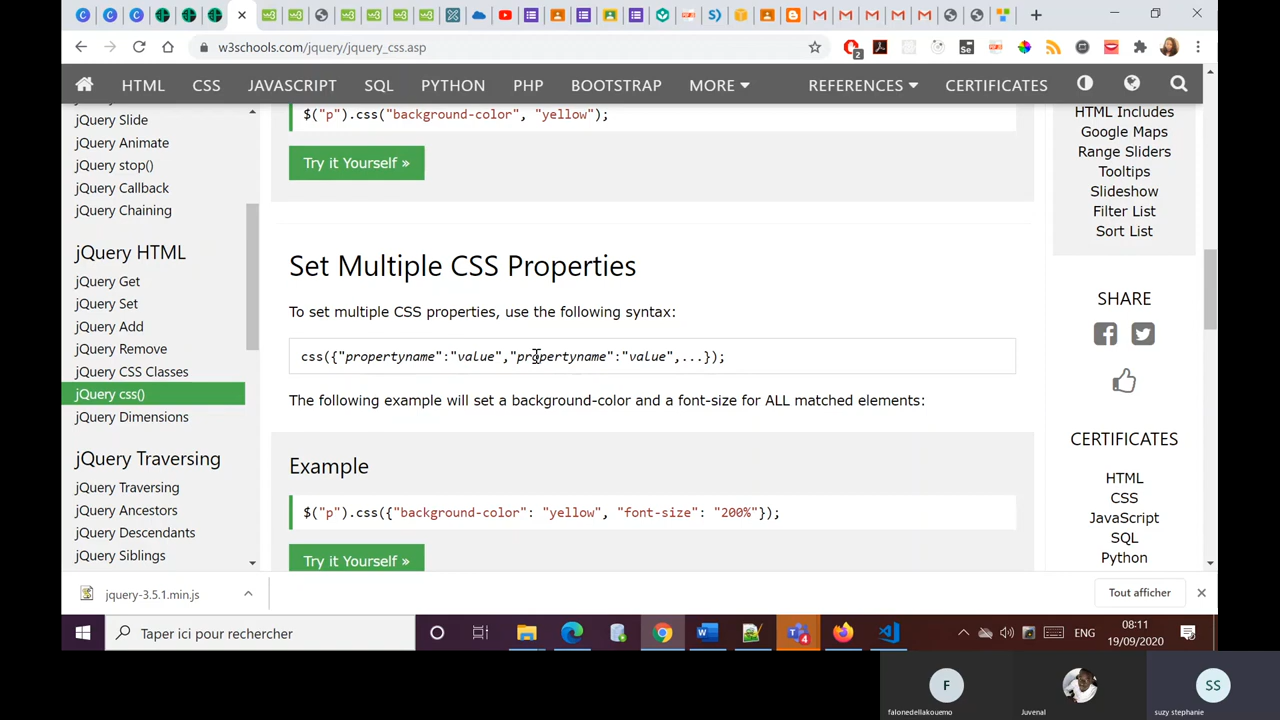 w3schools.com/jquery/jquery_css.asp
2
HTML CSS JAVASCRIPT SQL PYTHON PHP BOOTSTRAP MORE REFERENCES CERTIFICATES
jQuery Slide
jQuery Animate
jQuery stop()
jQuery Callback
jQuery Chaining
jQuery HTML
jQuery Get
jQuery Set
jQuery Add
jQuery Remove
jQuery CSS Classes
jQuery css()
jQuery Dimensions
jQuery Traversing
jQuery Traversing
jQuery Ancestors
jQuery Descendants
jQuery Siblings
$("p").css("background-color", "yellow");
Try it Yourself »
Set Multiple CSS Properties
To set multiple CSS properties, use the following syntax:
css({"propertyname":"value","propertyname":"value",...});
The following example will set a background-color and a font-size for ALL matched elements:
Example
$("p").css({"background-color": "yellow", "font-size": "200%"});
Try it Yourself »
HTML Includes
Google Maps
Range Sliders
Tooltips
Slideshow
Filter List
Sort List
SHARE
CERTIFICATES
HTML
CSS
JavaScript
SQL
Python
jquery-3.5.1.min.js
Tout afficher
Taper ici pour rechercher
4
ENG
08:11
19/09/2020
F
falonedellakouemo
Juvenal
SS
suzy stephanie